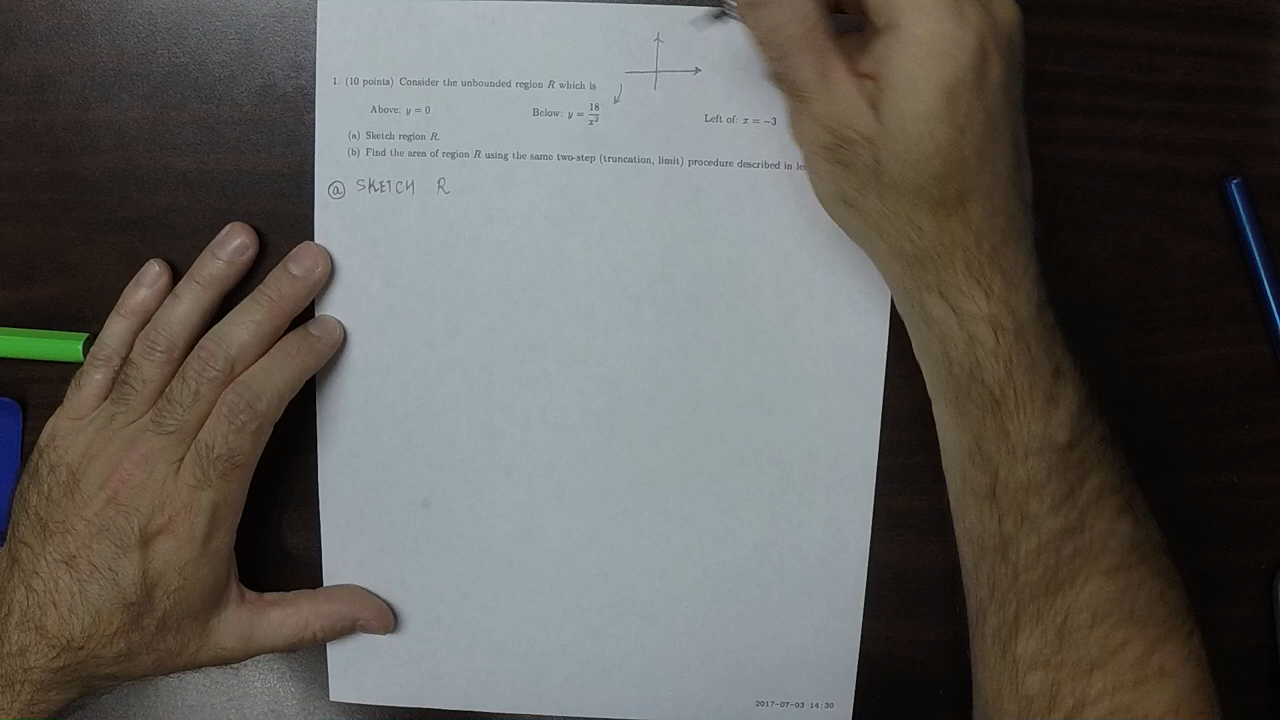 1. (10 points) Consider the unbounded region R which is
Above: y = 0 Below: y = 18/x² Left of: x = −3
(a) Sketch region R.
(b) Find the area of region R using the same two-step (truncation, limit) procedure described in
ⓐ SKETCH R
2017-07-03 14:30